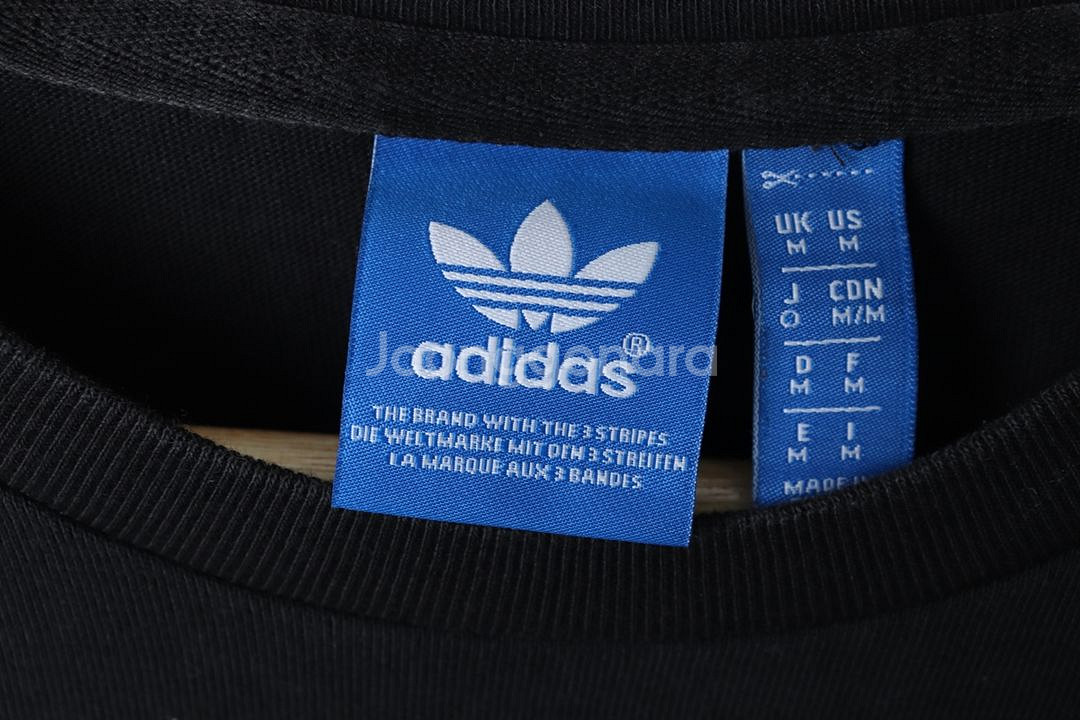 adidas®
THE BRAND WITH THE 3 STRIPES
DIE WELTMARKE MIT DEN 3 STREIFEN
LA MARQUE AUX 3 BANDES
UK US
M M
J CDN
O M/M
D F
M M
E I
M M
MADE